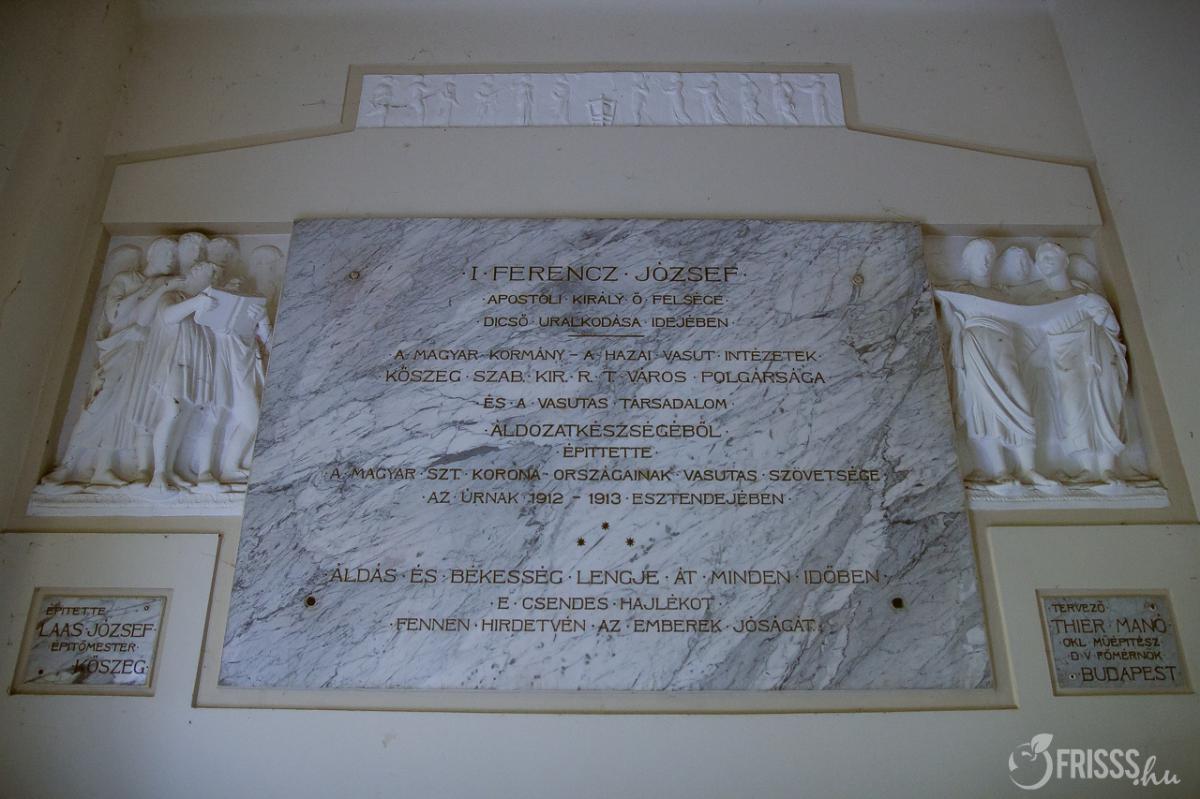 ·I·FERENCZ·JÓZSEF·
·APOSTOLI·KIRÁLY·Ő·FELSÉGE·
·DICSŐ·URALKODÁSA·IDEJÉBEN·
·A·MAGYAR·KORMÁNY–A·HAZAI·VASUT·INTÉZETEK·
KŐSZEG·SZAB·KIR·R·T·VÁROS·POLGÁRSÁGA
·ÉS·A·VASUTAS·TÁRSADALOM·
·ÁLDOZATKÉSZSÉGÉBŐL·
·ÉPITTETTE·
·A·MAGYAR·SZT·KORONA·ORSZÁGAINAK·VASUTAS·SZÖVETSÉGE·
·AZ·ÚRNAK·1912–1913·ESZTENDEJÉBEN·
·ÁLDÁS·ÉS·BÉKESSÉG·LENGJE·ÁT·MINDEN·IDŐBEN·
·E·CSENDES·HAJLÉKOT·
·FENNEN·HIRDETVÉN·AZ·EMBEREK·JÓSÁGÁT·
·ÉPITETTE·
LAAS·JÓZSEF·
·ÉPITŐMESTER·
·KŐSZEG·
·TERVEZŐ·
THIER·MANÓ·
·OKL·MŰÉPITÉSZ
·D·V·FŐMÉRNÖK
·BUDAPEST
FRISSS.hu